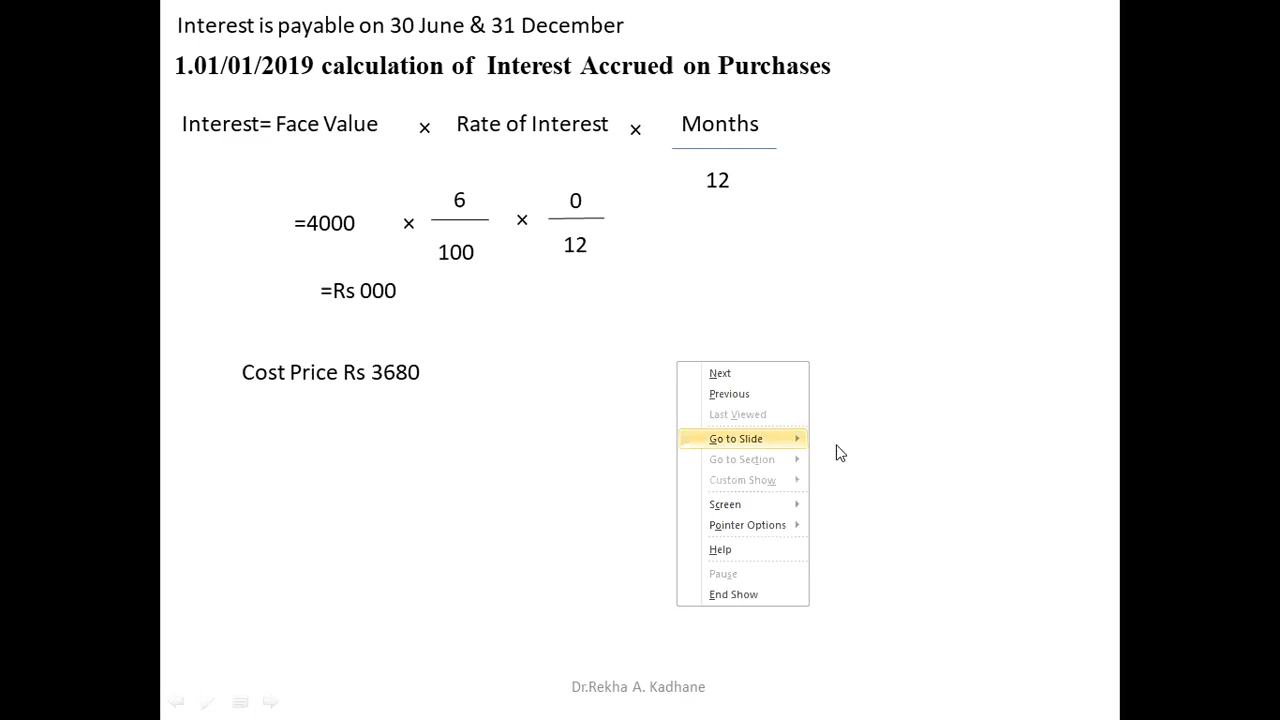 Interest is payable on 30 June & 31 December
1.01/01/2019 calculation of Interest Accrued on Purchases
Interest= Face Value × Rate of Interest × Months
12
=4000 × 6 × 0
100 12
=Rs 000
Cost Price Rs 3680
Next
Previous
Last Viewed
Go to Slide
Go to Section
Custom Show
Screen
Pointer Options
Help
Pause
End Show
Dr.Rekha A. Kadhane